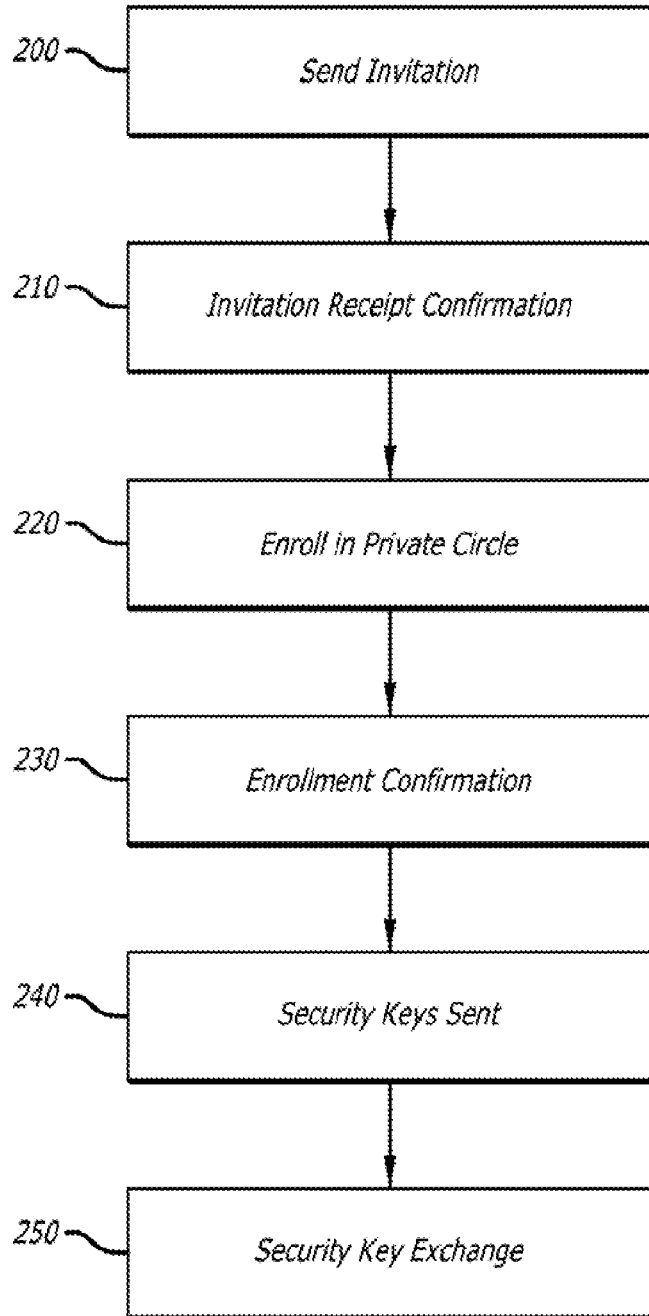 200 Send Invitation
210 Invitation Receipt Confirmation
220 Enroll in Private Circle
230 Enrollment Confirmation
240 Security Keys Sent
250 Security Key Exchange